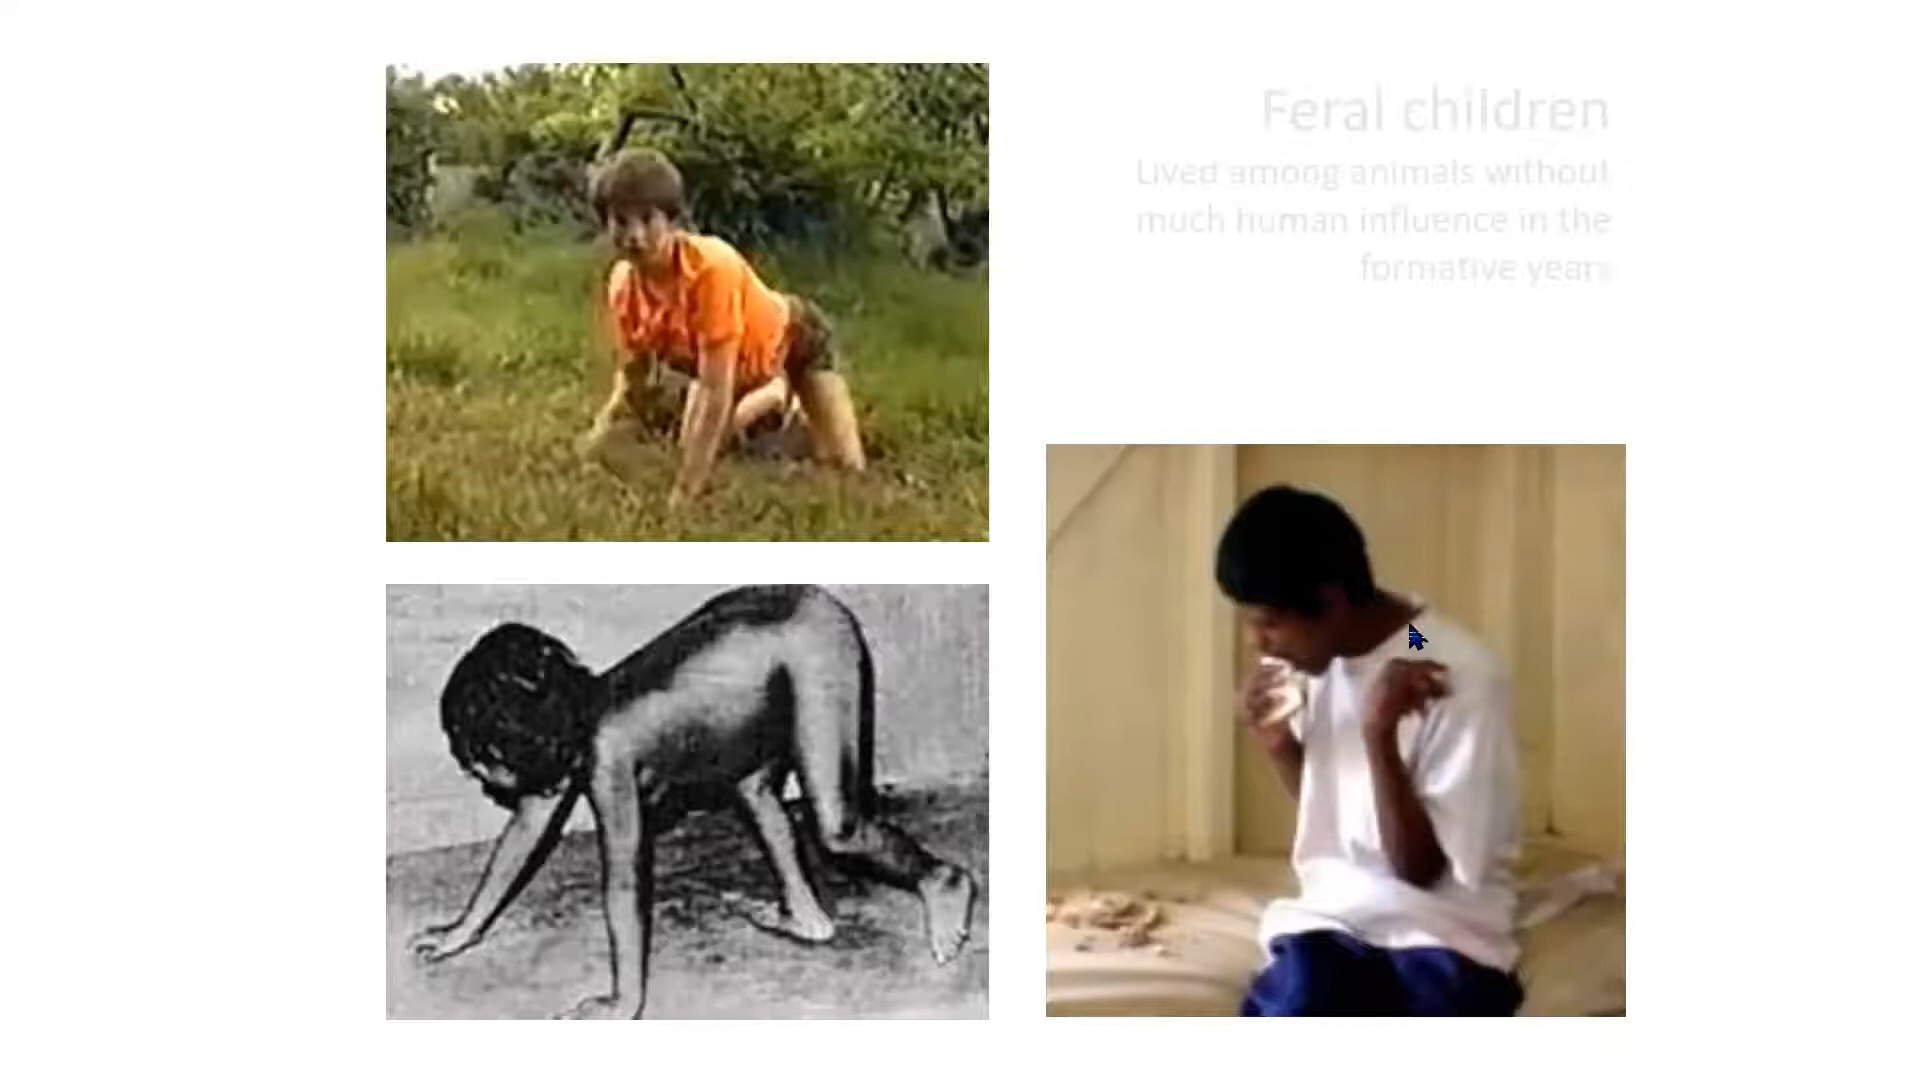 Feral children
Lived among animals without
much human influence in the
formative years